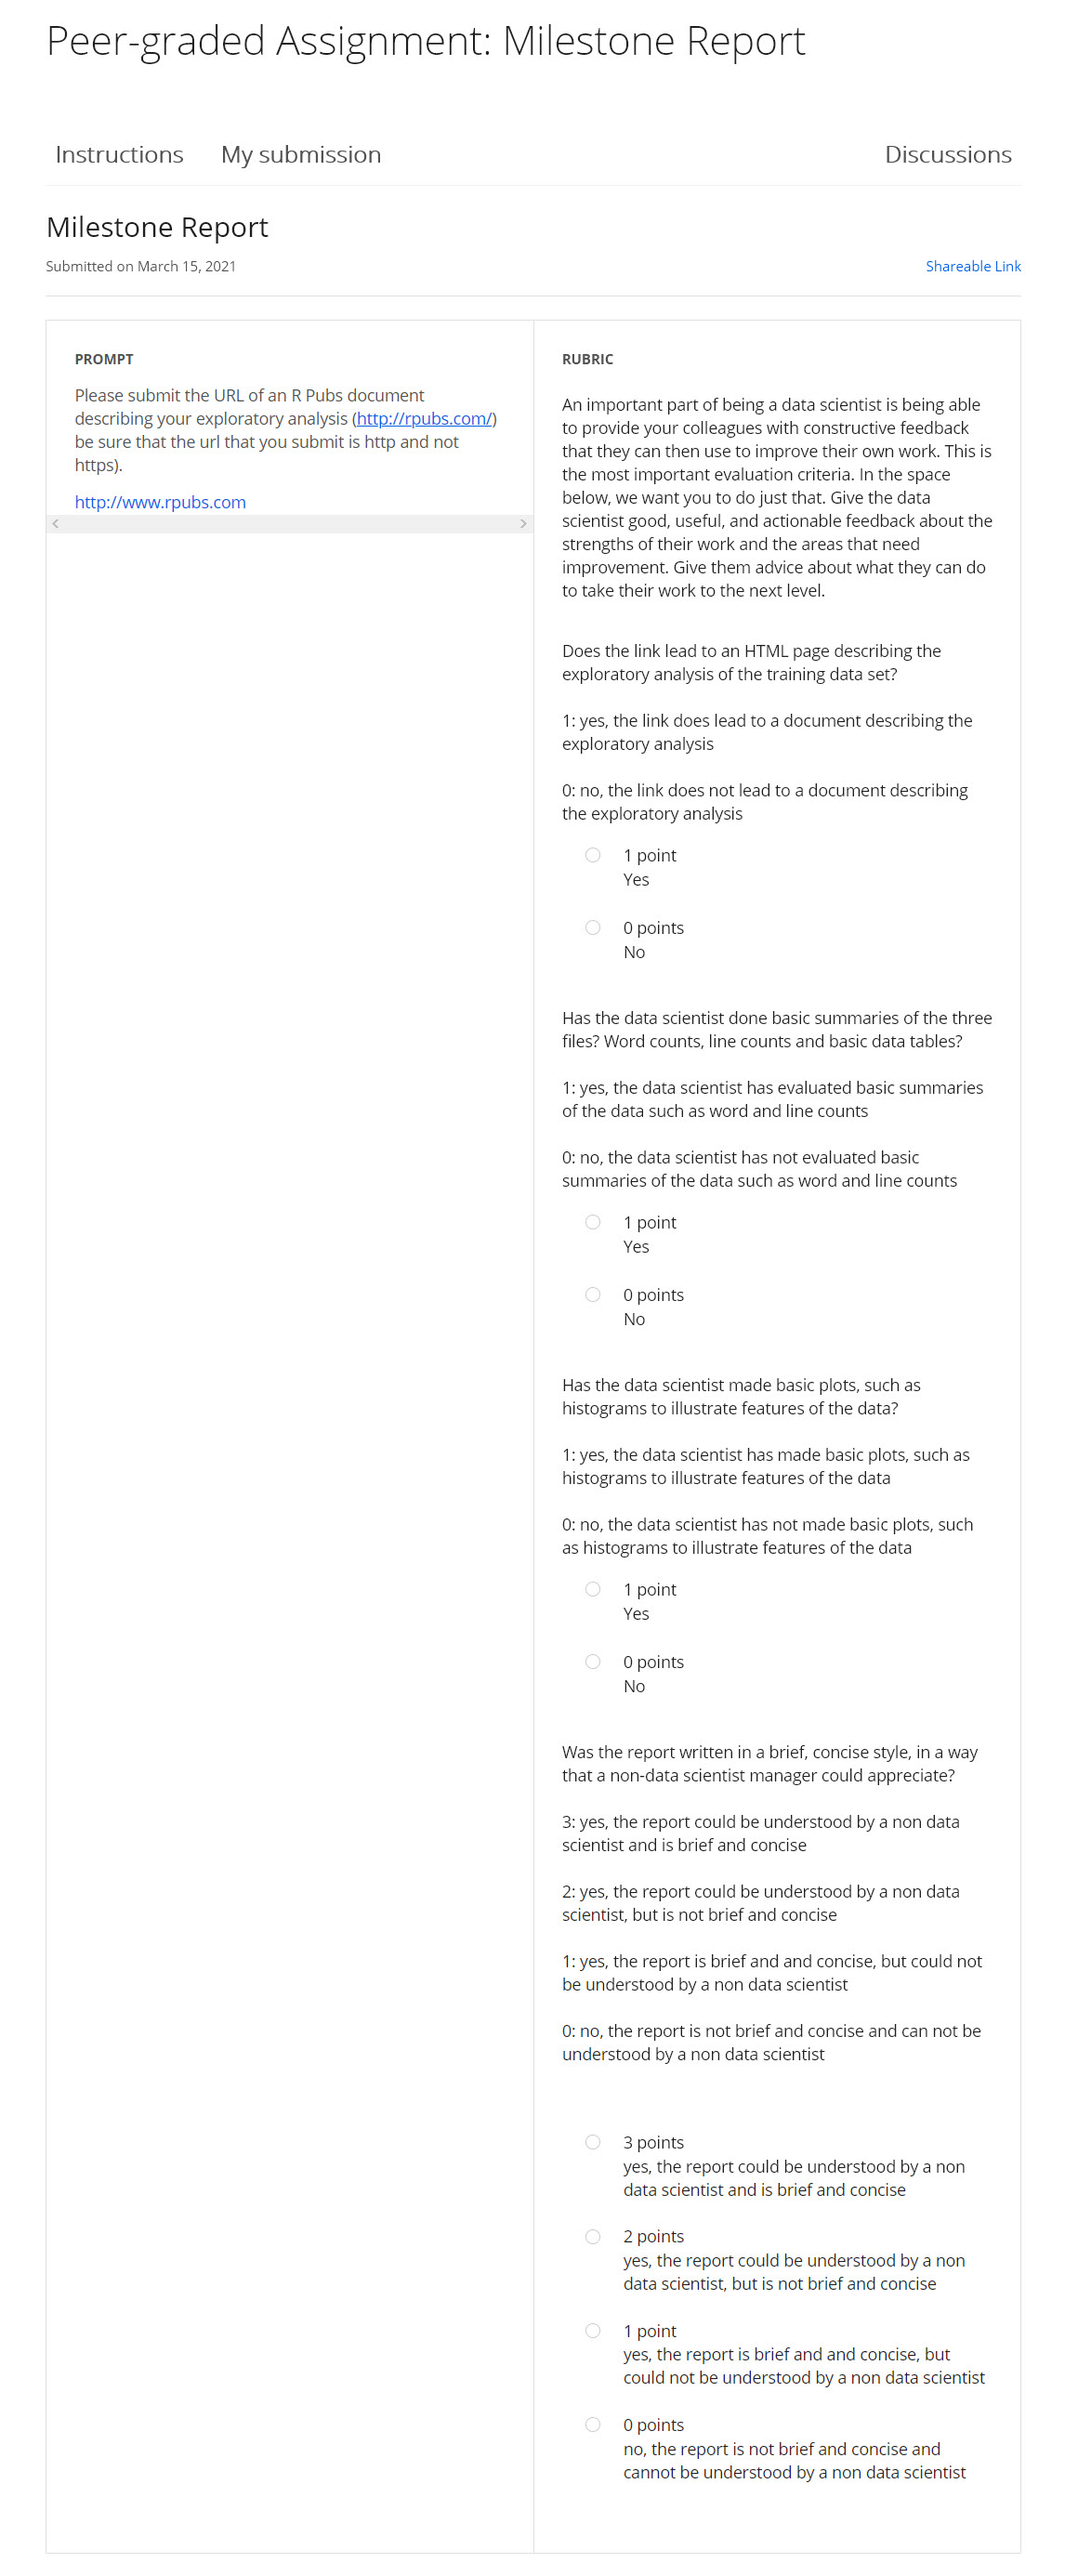 Peer-graded Assignment: Milestone Report
Instructions
My submission
Discussions
Milestone Report
Submitted on March 15, 2021
Shareable Link
PROMPT
Please submit the URL of an R Pubs document
describing your exploratory analysis (http://rpubs.com/)
be sure that the url that you submit is http and not
https).
http://www.rpubs.com
RUBRIC
An important part of being a data scientist is being able
to provide your colleagues with constructive feedback
that they can then use to improve their own work. This is
the most important evaluation criteria. In the space
below, we want you to do just that. Give the data
scientist good, useful, and actionable feedback about the
strengths of their work and the areas that need
improvement. Give them advice about what they can do
to take their work to the next level.
Does the link lead to an HTML page describing the
exploratory analysis of the training data set?
1: yes, the link does lead to a document describing the
exploratory analysis
0: no, the link does not lead to a document describing
the exploratory analysis
1 point
Yes
0 points
No
Has the data scientist done basic summaries of the three
files? Word counts, line counts and basic data tables?
1: yes, the data scientist has evaluated basic summaries
of the data such as word and line counts
0: no, the data scientist has not evaluated basic
summaries of the data such as word and line counts
1 point
Yes
0 points
No
Has the data scientist made basic plots, such as
histograms to illustrate features of the data?
1: yes, the data scientist has made basic plots, such as
histograms to illustrate features of the data
0: no, the data scientist has not made basic plots, such
as histograms to illustrate features of the data
1 point
Yes
0 points
No
Was the report written in a brief, concise style, in a way
that a non-data scientist manager could appreciate?
3: yes, the report could be understood by a non data
scientist and is brief and concise
2: yes, the report could be understood by a non data
scientist, but is not brief and concise
1: yes, the report is brief and and concise, but could not
be understood by a non data scientist
0: no, the report is not brief and concise and can not be
understood by a non data scientist
3 points
yes, the report could be understood by a non
data scientist and is brief and concise
2 points
yes, the report could be understood by a non
data scientist, but is not brief and concise
1 point
yes, the report is brief and and concise, but
could not be understood by a non data scientist
0 points
no, the report is not brief and concise and
cannot be understood by a non data scientist